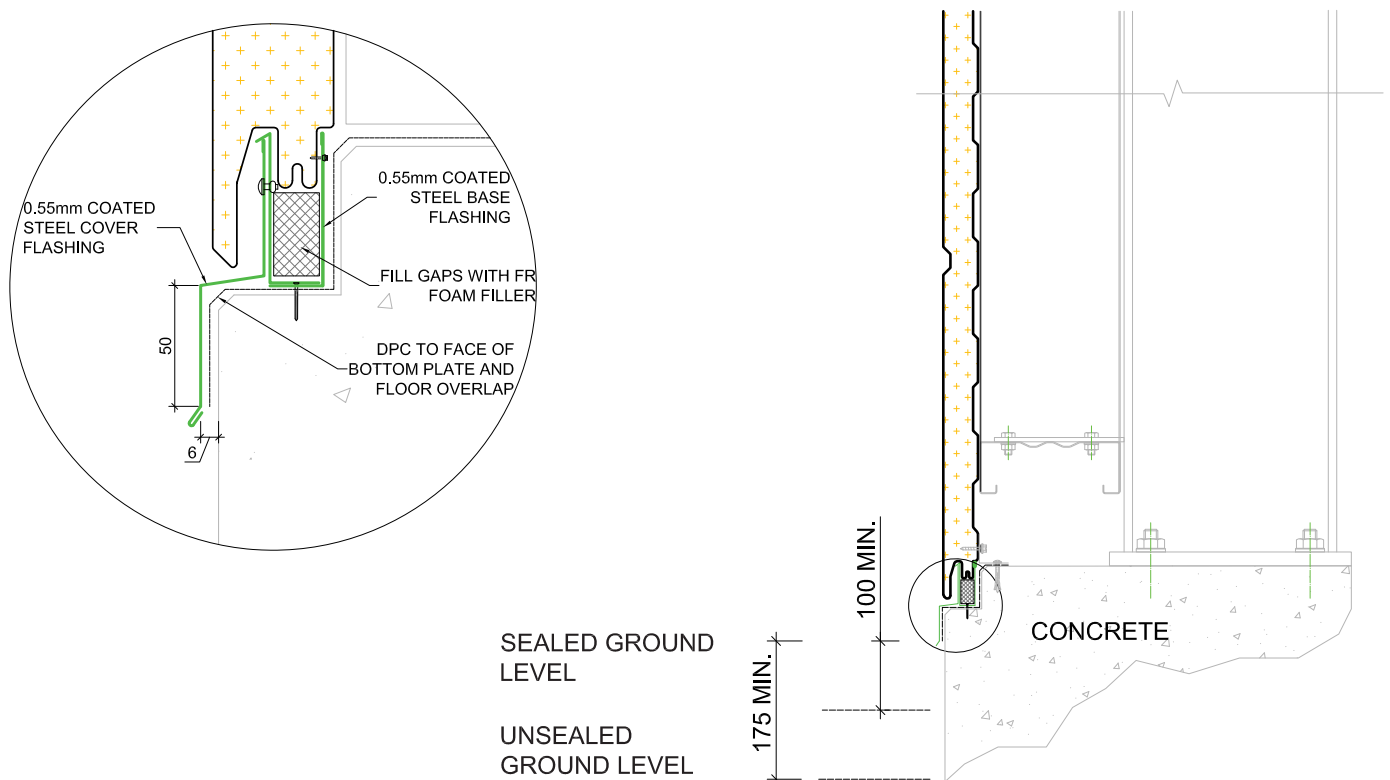 0.55mm COATED
STEEL COVER
FLASHING
0.55mm COATED
STEEL BASE
FLASHING
FILL GAPS WITH FR
FOAM FILLER
DPC TO FACE OF
BOTTOM PLATE AND
FLOOR OVERLAP
50
6
100 MIN.
175 MIN.
CONCRETE
SEALED GROUND
LEVEL
UNSEALED
GROUND LEVEL